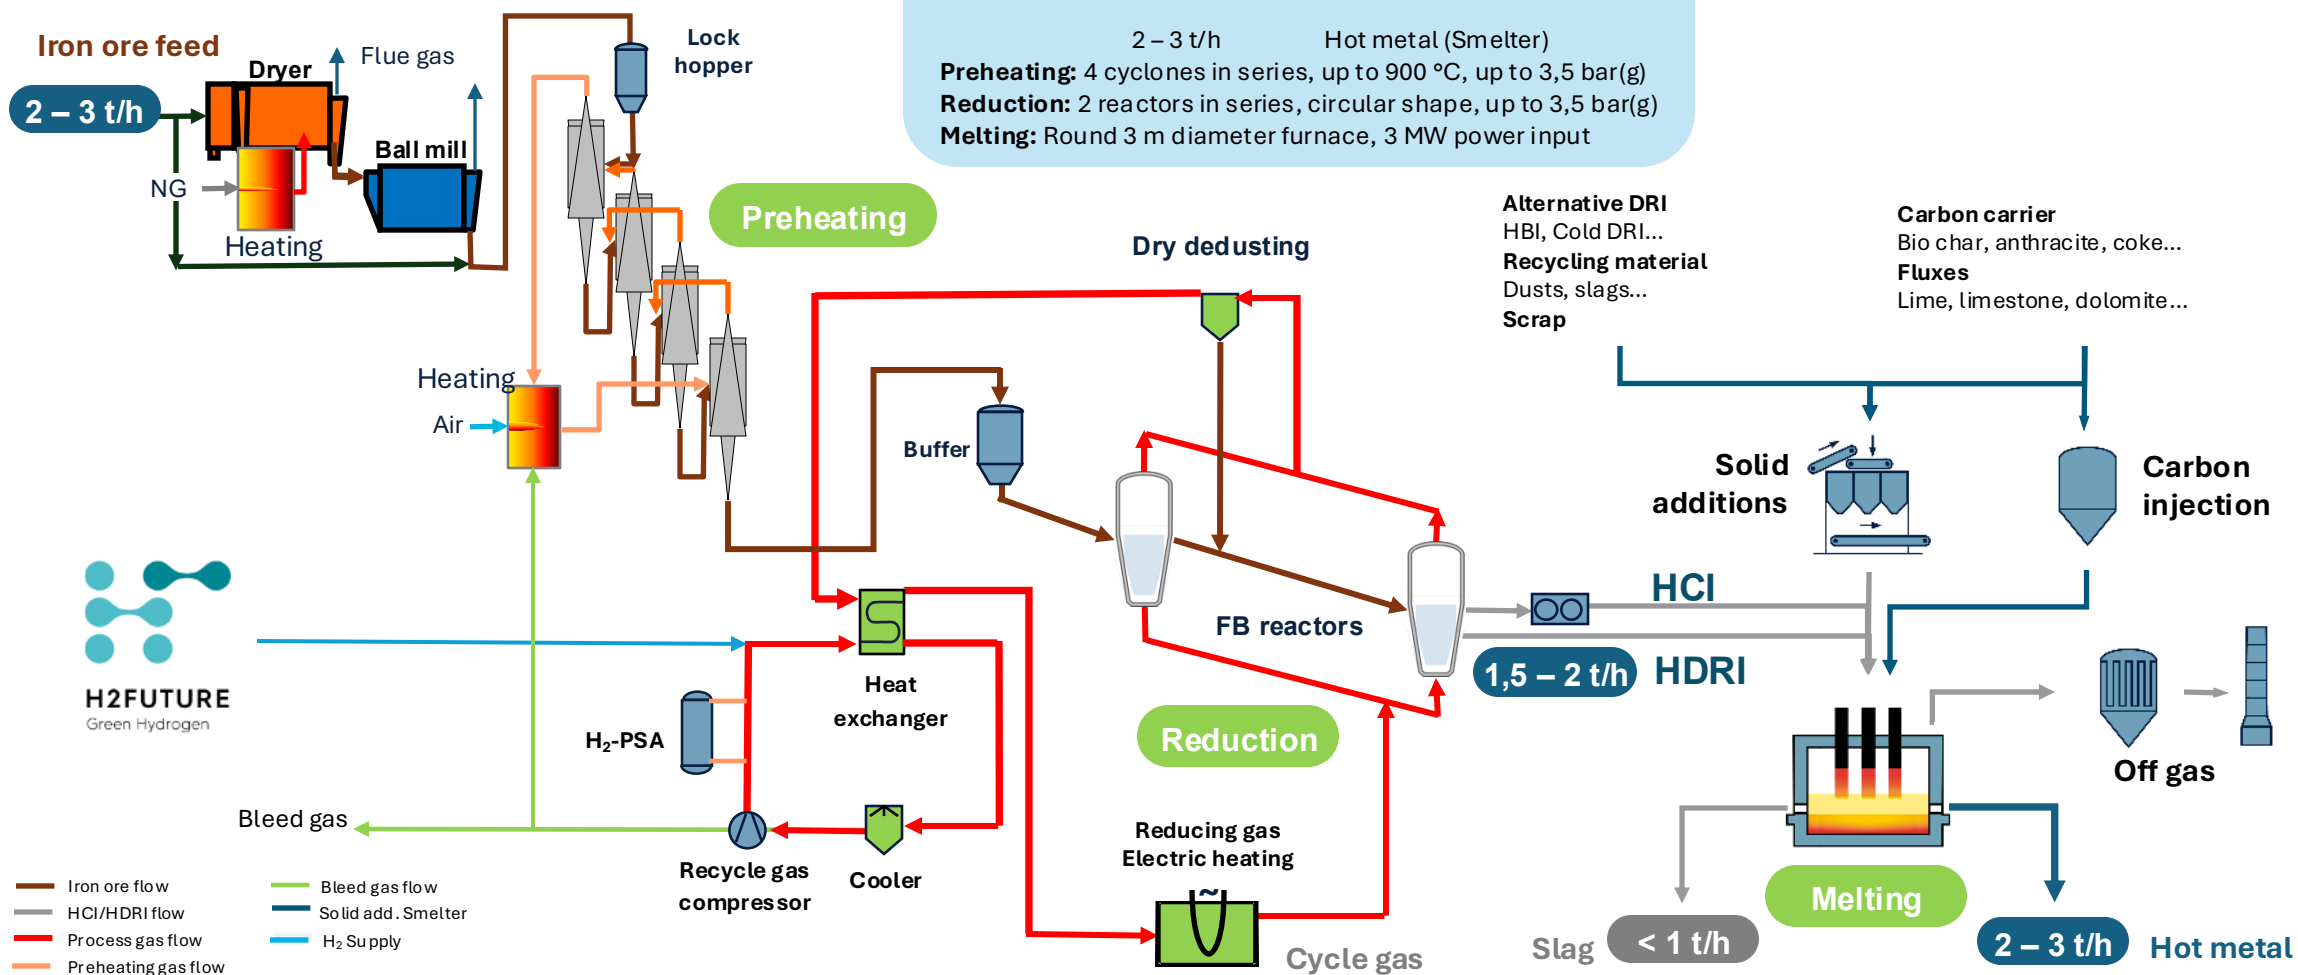 2 – 3 t/h Hot metal (Smelter)
Preheating: 4 cyclones in series, up to 900 °C, up to 3,5 bar(g)
Reduction: 2 reactors in series, circular shape, up to 3,5 bar(g)
Melting: Round 3 m diameter furnace, 3 MW power input
Iron ore feed
2 – 3 t/h
Dryer
Flue gas
Ball mill
NG
Heating
Lock
hopper
Preheating
Heating
Air
Dry dedusting
Buffer
Alternative DRI
HBI, Cold DRI...
Recycling material
Dusts, slags...
Scrap
Carbon carrier
Bio char, anthracite, coke...
Fluxes
Lime, limestone, dolomite...
Solid
additions
Carbon
injection
HCI
FB reactors
1,5 – 2 t/h
HDRI
H2FUTURE
Green Hydrogen
Heat
exchanger
H₂-PSA
Reduction
Off gas
Bleed gas
Recycle gas
compressor
Cooler
Reducing gas
Electric heating
~
Cycle gas
Melting
Slag
< 1 t/h
2 – 3 t/h
Hot metal
Iron ore flow
HCI/HDRI flow
Process gas flow
Preheating gas flow
Bleed gas flow
Solid add. Smelter
H₂ Supply